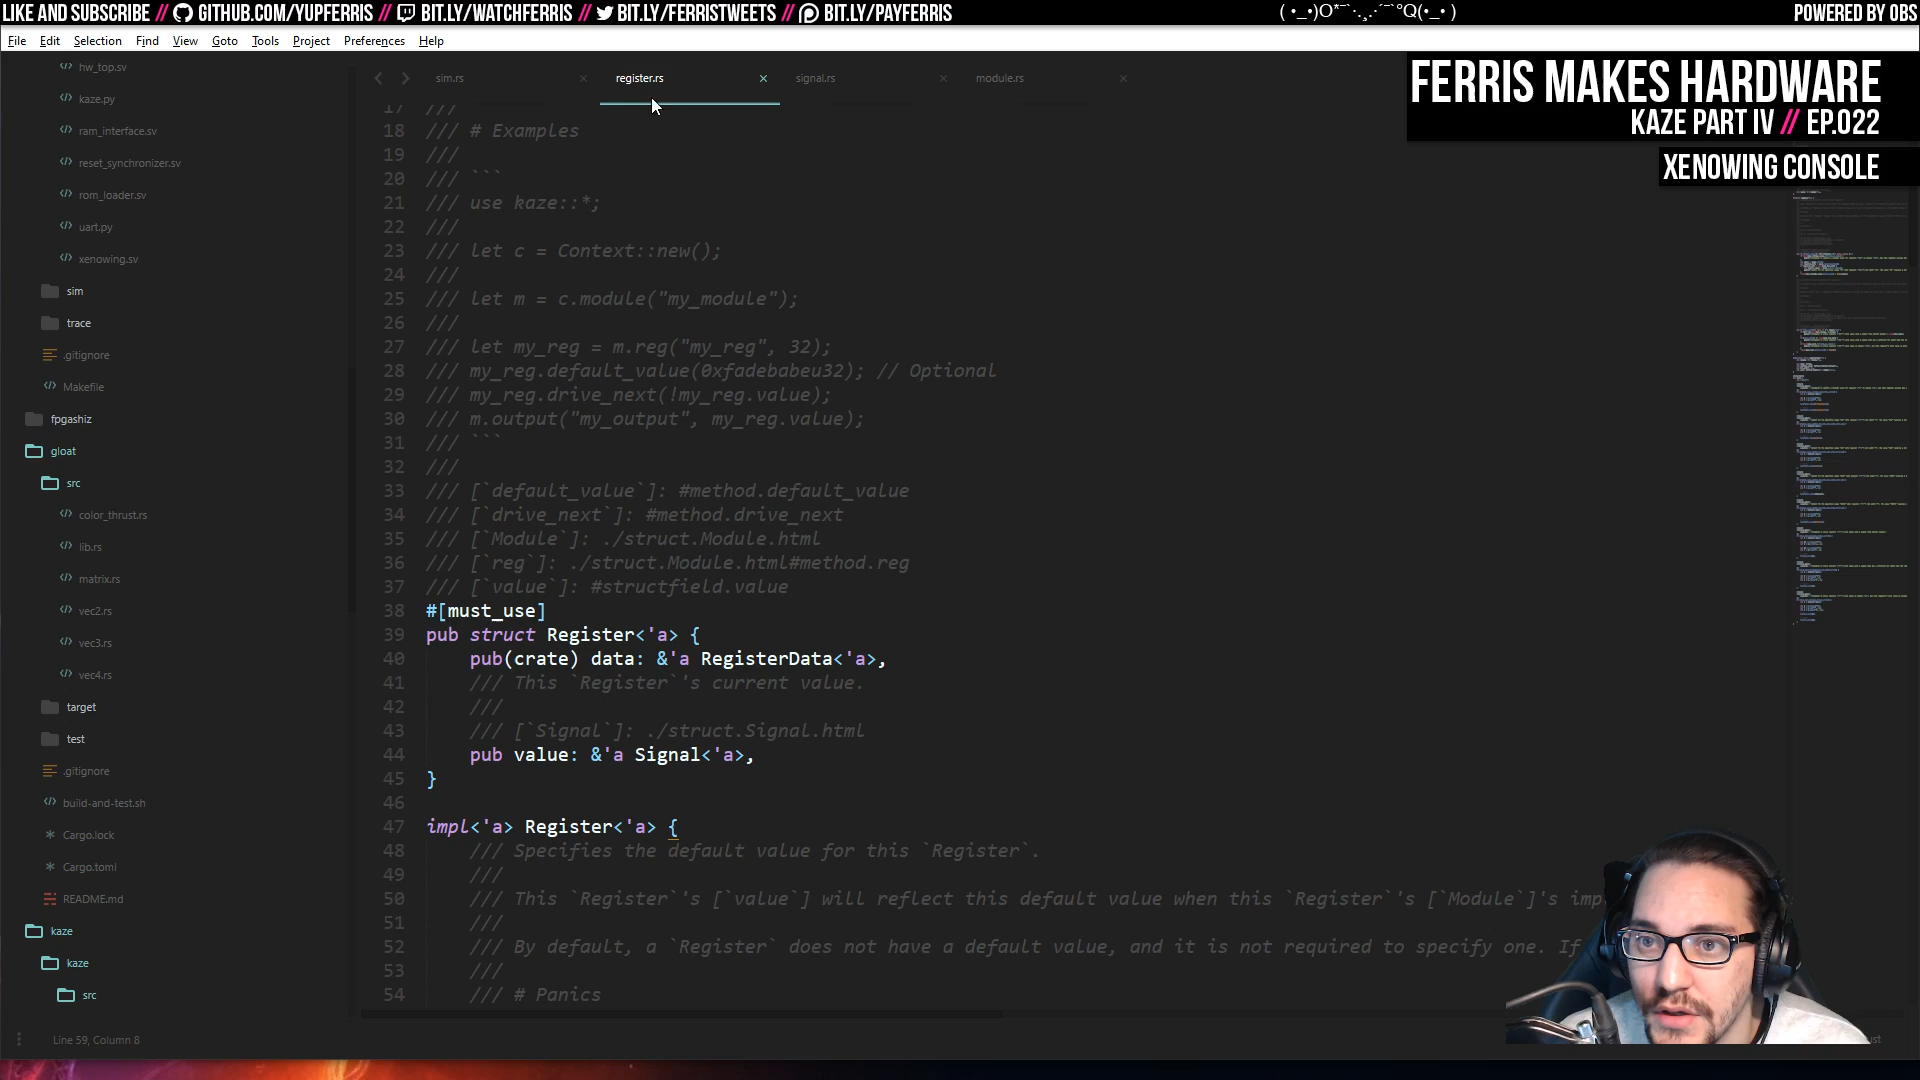 LIKE AND SUBSCRIBE // GITHUB.COM/YUPFERRIS // BIT.LY/WATCHFERRIS // BIT.LY/FERRISTWEETS // BIT.LY/PAYFERRIS
POWERED BY OBS
File Edit Selection Find View Goto Tools Project Preferences Help
FERRIS MAKES HARDWARE
KAZE PART IV // EP.022
XENOWING CONSOLE
sim.rs register.rs signal.rs module.rs
hw_top.sv
kaze.py
ram_interface.sv
reset_synchronizer.sv
rom_loader.sv
uart.py
xenowing.sv
sim
trace
.gitignore
Makefile
fpgashiz
gloat
src
color_thrust.rs
lib.rs
matrix.rs
vec2.rs
vec3.rs
vec4.rs
target
test
.gitignore
build-and-test.sh
Cargo.lock
Cargo.toml
README.md
kaze
kaze
src
17 ///
18 /// # Examples
19 ///
20 /// ```
21 /// use kaze::*;
22 ///
23 /// let c = Context::new();
24 ///
25 /// let m = c.module("my_module");
26 ///
27 /// let my_reg = m.reg("my_reg", 32);
28 /// my_reg.default_value(0xfadebabeu32); // Optional
29 /// my_reg.drive_next(!my_reg.value);
30 /// m.output("my_output", my_reg.value);
31 /// ```
32 ///
33 /// [`default_value`]: #method.default_value
34 /// [`drive_next`]: #method.drive_next
35 /// [`Module`]: ./struct.Module.html
36 /// [`reg`]: ./struct.Module.html#method.reg
37 /// [`value`]: #structfield.value
38 #[must_use]
39 pub struct Register<'a> {
40 pub(crate) data: &'a RegisterData<'a>,
41 /// This `Register`'s current value.
42 ///
43 /// [`Signal`]: ./struct.Signal.html
44 pub value: &'a Signal<'a>,
45 }
46
47 impl<'a> Register<'a> {
48 /// Specifies the default value for this `Register`.
49 ///
50 /// This `Register`'s [`value`] will reflect this default value when this `Register`'s [`Module`]'s imp
51 ///
52 /// By default, a `Register` does not have a default value, and it is not required to specify one. If
53 ///
54 /// # Panics
Line 59, Column 8